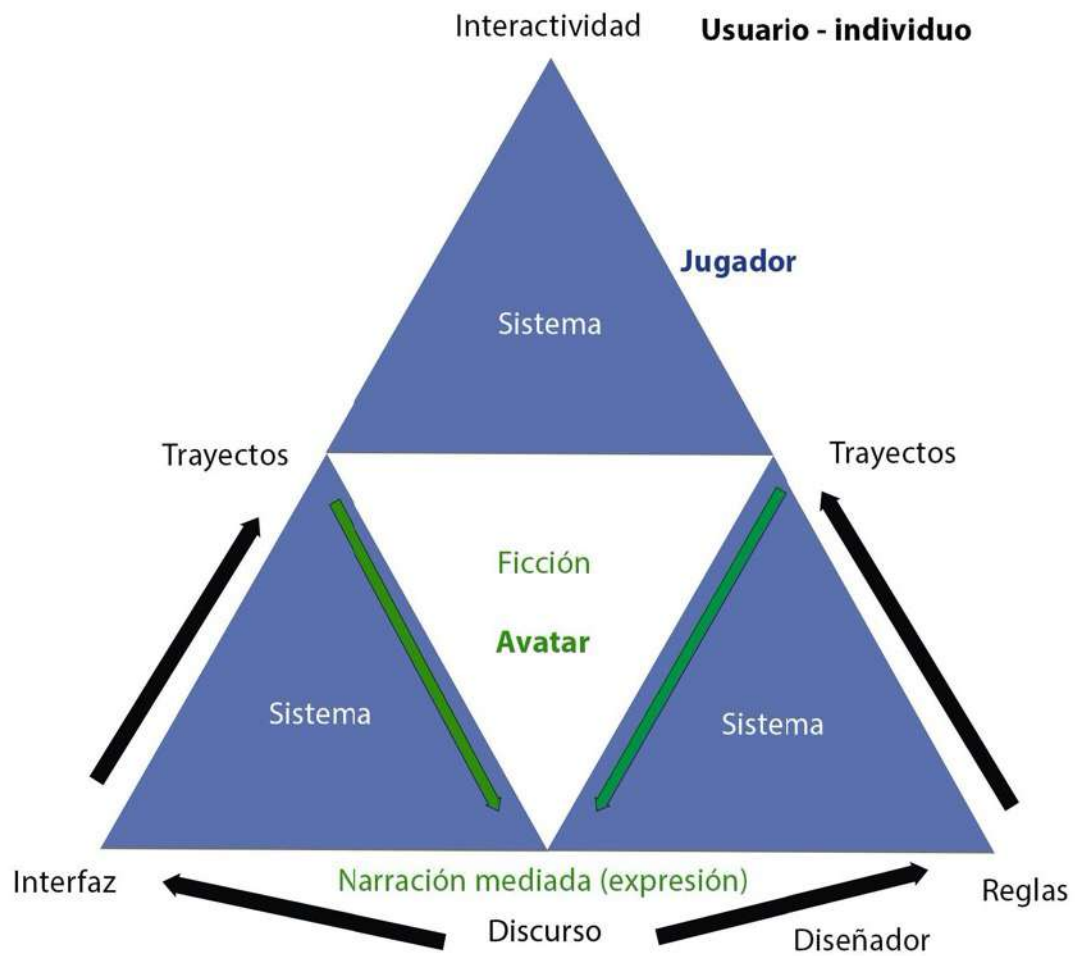 Interactividad
Usuario - individuo
Jugador
Sistema
Trayectos
Trayectos
Ficción
Avatar
Sistema
Sistema
Interfaz
Narración mediada (expresión)
Reglas
Discurso
Diseñador